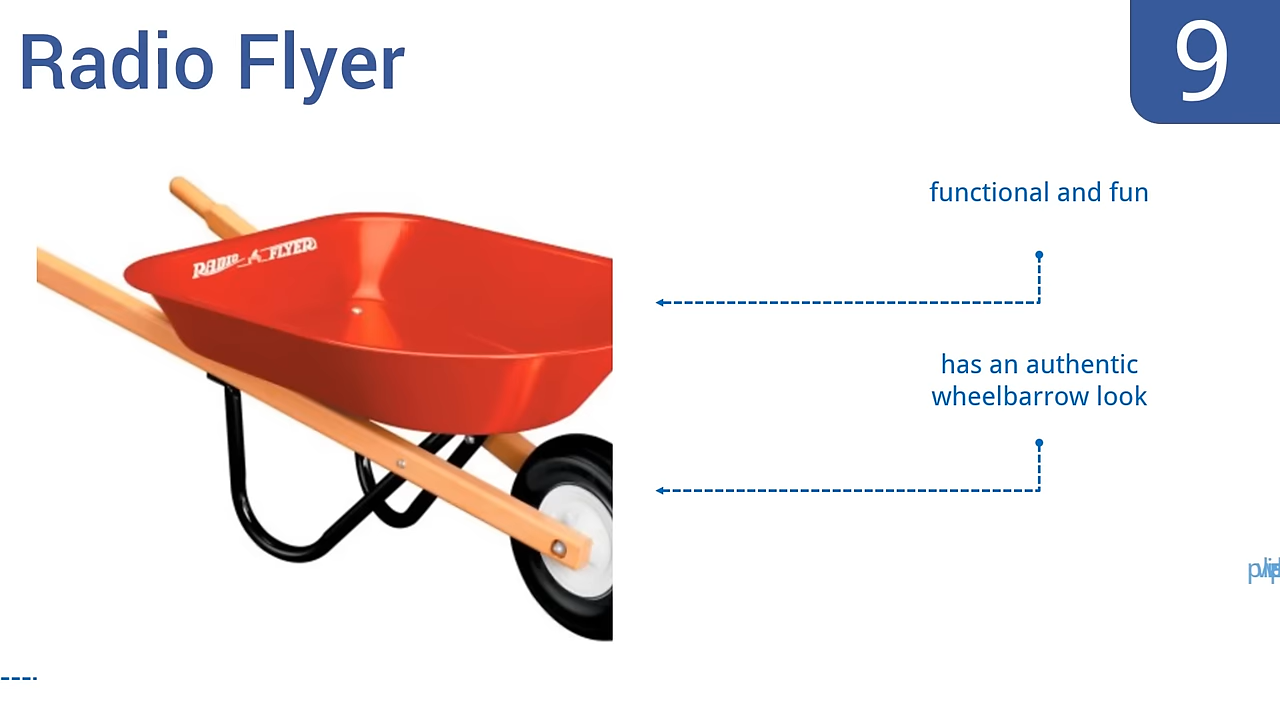 Radio Flyer
9
RADIO FLYER
functional and fun
has an authentic
wheelbarrow look